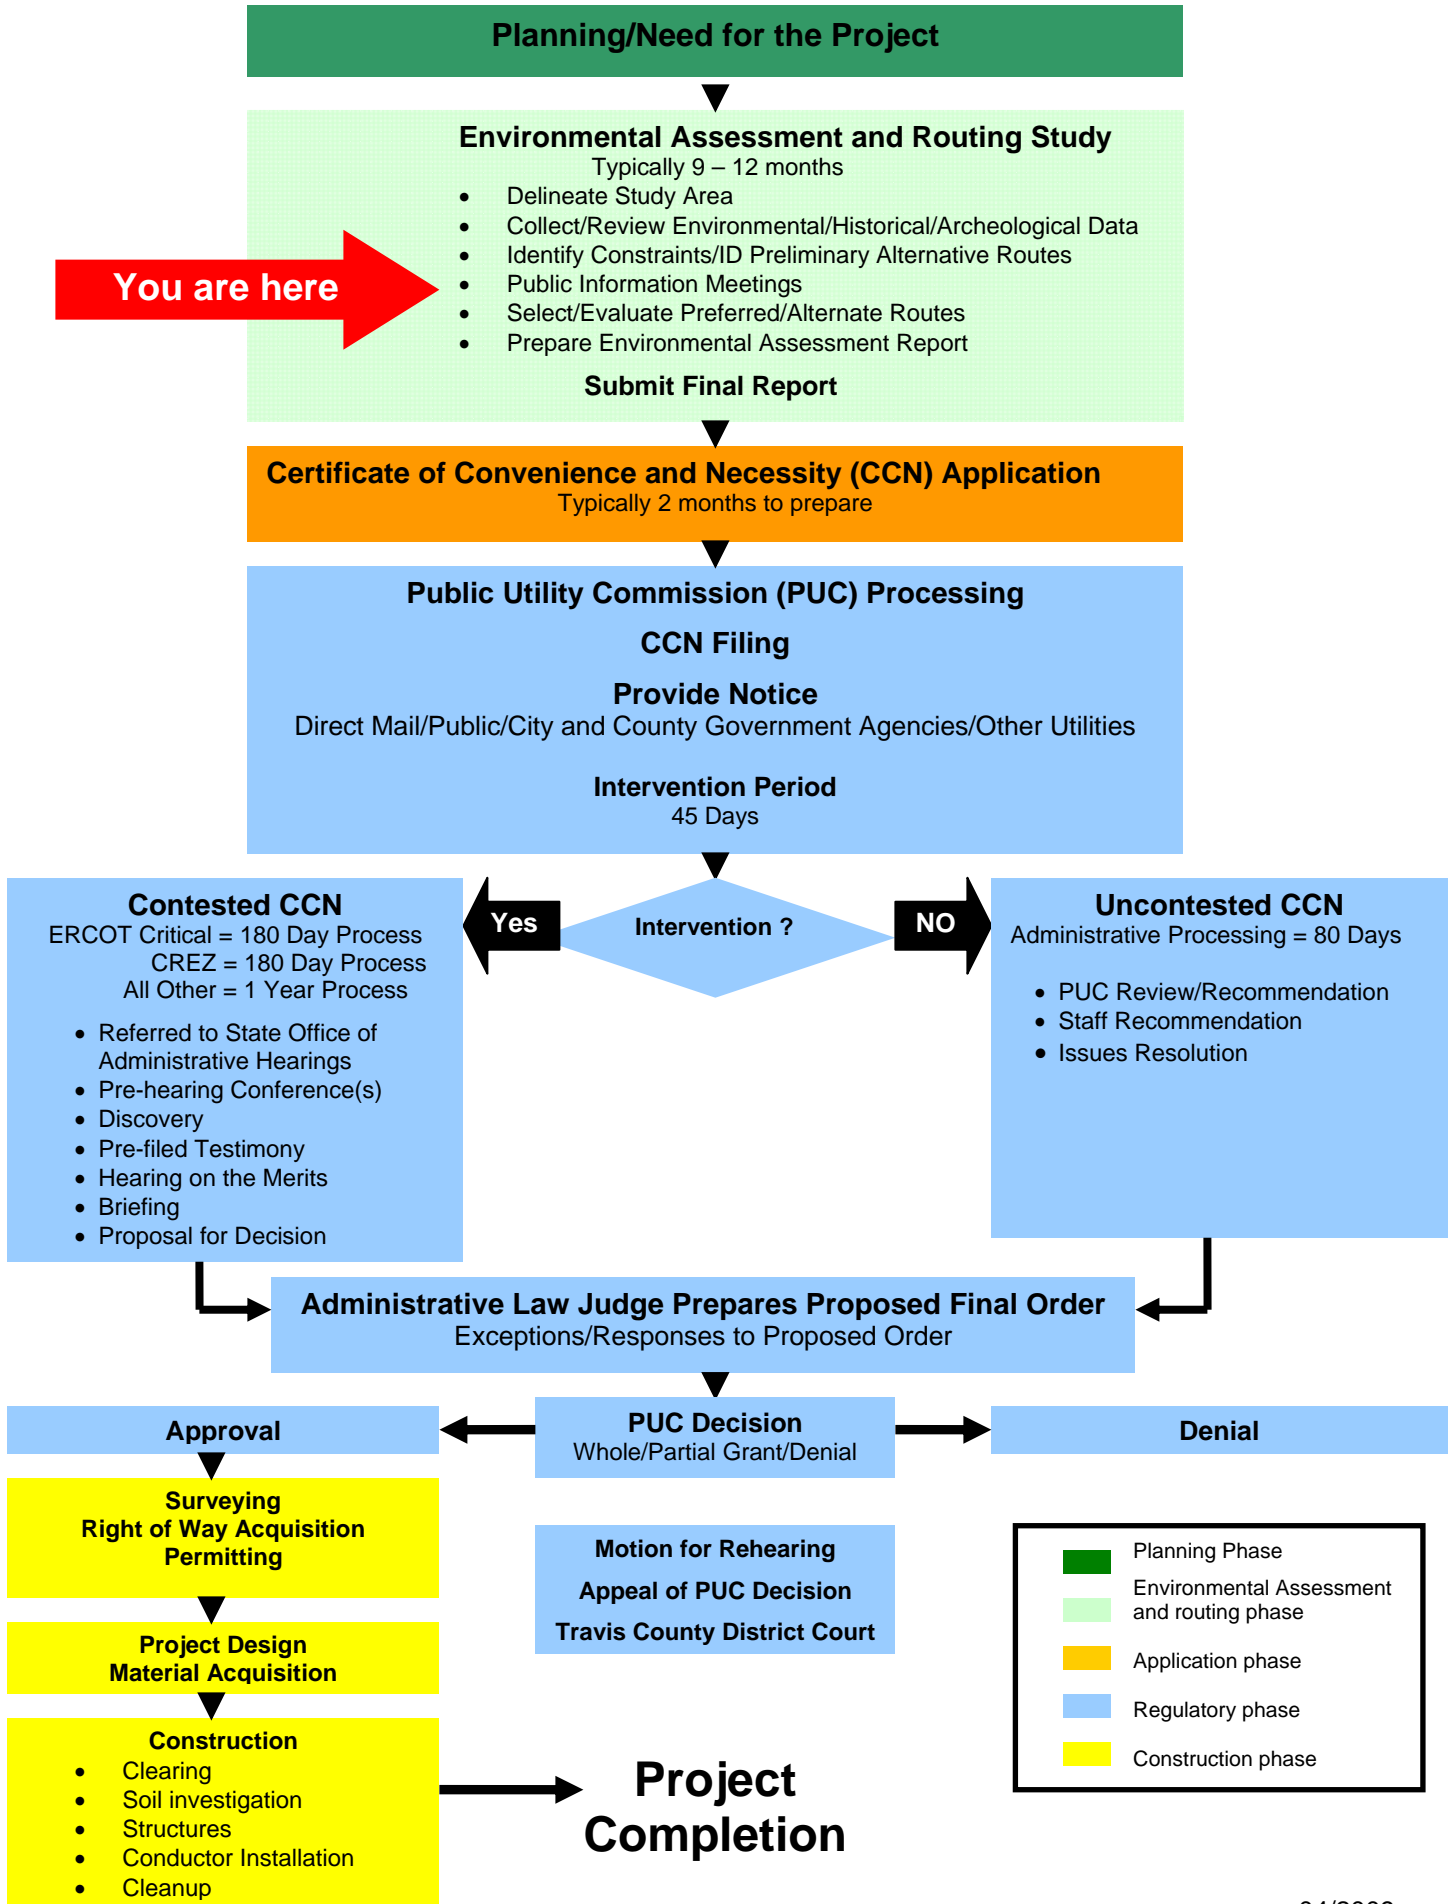 Planning/Need for the Project
Environmental Assessment and Routing Study
Typically 9 – 12 months
• Delineate Study Area
• Collect/Review Environmental/Historical/Archeological Data
• Identify Constraints/ID Preliminary Alternative Routes
• Public Information Meetings
• Select/Evaluate Preferred/Alternate Routes
• Prepare Environmental Assessment Report
Submit Final Report
You are here
Certificate of Convenience and Necessity (CCN) Application
Typically 2 months to prepare
Public Utility Commission (PUC) Processing
CCN Filing
Provide Notice
Direct Mail/Public/City and County Government Agencies/Other Utilities
Intervention Period
45 Days
Intervention ?
Yes
NO
Contested CCN
ERCOT Critical = 180 Day Process
CREZ = 180 Day Process
All Other = 1 Year Process
• Referred to State Office of
Administrative Hearings
• Pre-hearing Conference(s)
• Discovery
• Pre-filed Testimony
• Hearing on the Merits
• Briefing
• Proposal for Decision
Uncontested CCN
Administrative Processing = 80 Days
• PUC Review/Recommendation
• Staff Recommendation
• Issues Resolution
Administrative Law Judge Prepares Proposed Final Order
Exceptions/Responses to Proposed Order
Approval
PUC Decision
Whole/Partial Grant/Denial
Denial
Surveying
Right of Way Acquisition
Permitting
Motion for Rehearing
Appeal of PUC Decision
Travis County District Court
Project Design
Material Acquisition
Construction
• Clearing
• Soil investigation
• Structures
• Conductor Installation
• Cleanup
Project
Completion
Planning Phase
Environmental Assessment
and routing phase
Application phase
Regulatory phase
Construction phase